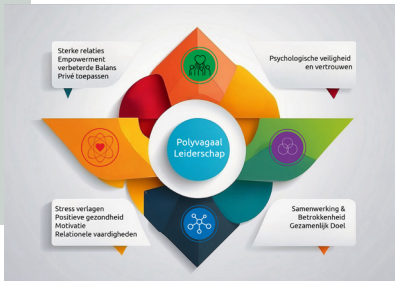 Sterke relaties
Empowerment
verbeterde Balans
Privé toepassen
Psychologische veiligheid
en vertrouwen
Polyvagaal
Leiderschap
Stress verlagen
Positieve gezondheid
Motivatie
Relationele vaardigheden
Samenwerking &
Betrokkenheid
Gezamenlijk Doel